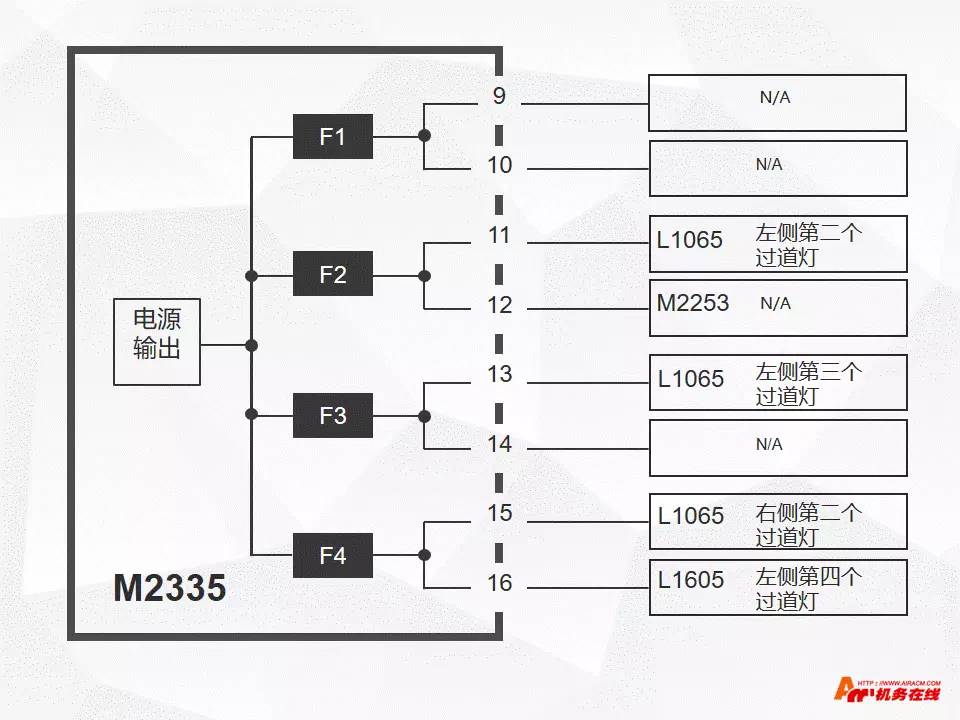 9
N/A
F1
10
N/A
11
L1065
左侧第二个
过道灯
F2
12
M2253
N/A
电源
输出
13
L1065
左侧第三个
过道灯
F3
14
N/A
15
L1065
右侧第二个
过道灯
F4
16
L1605
左侧第四个
过道灯
M2335
HTTP://WWW.AIRACM.COM
机务在线